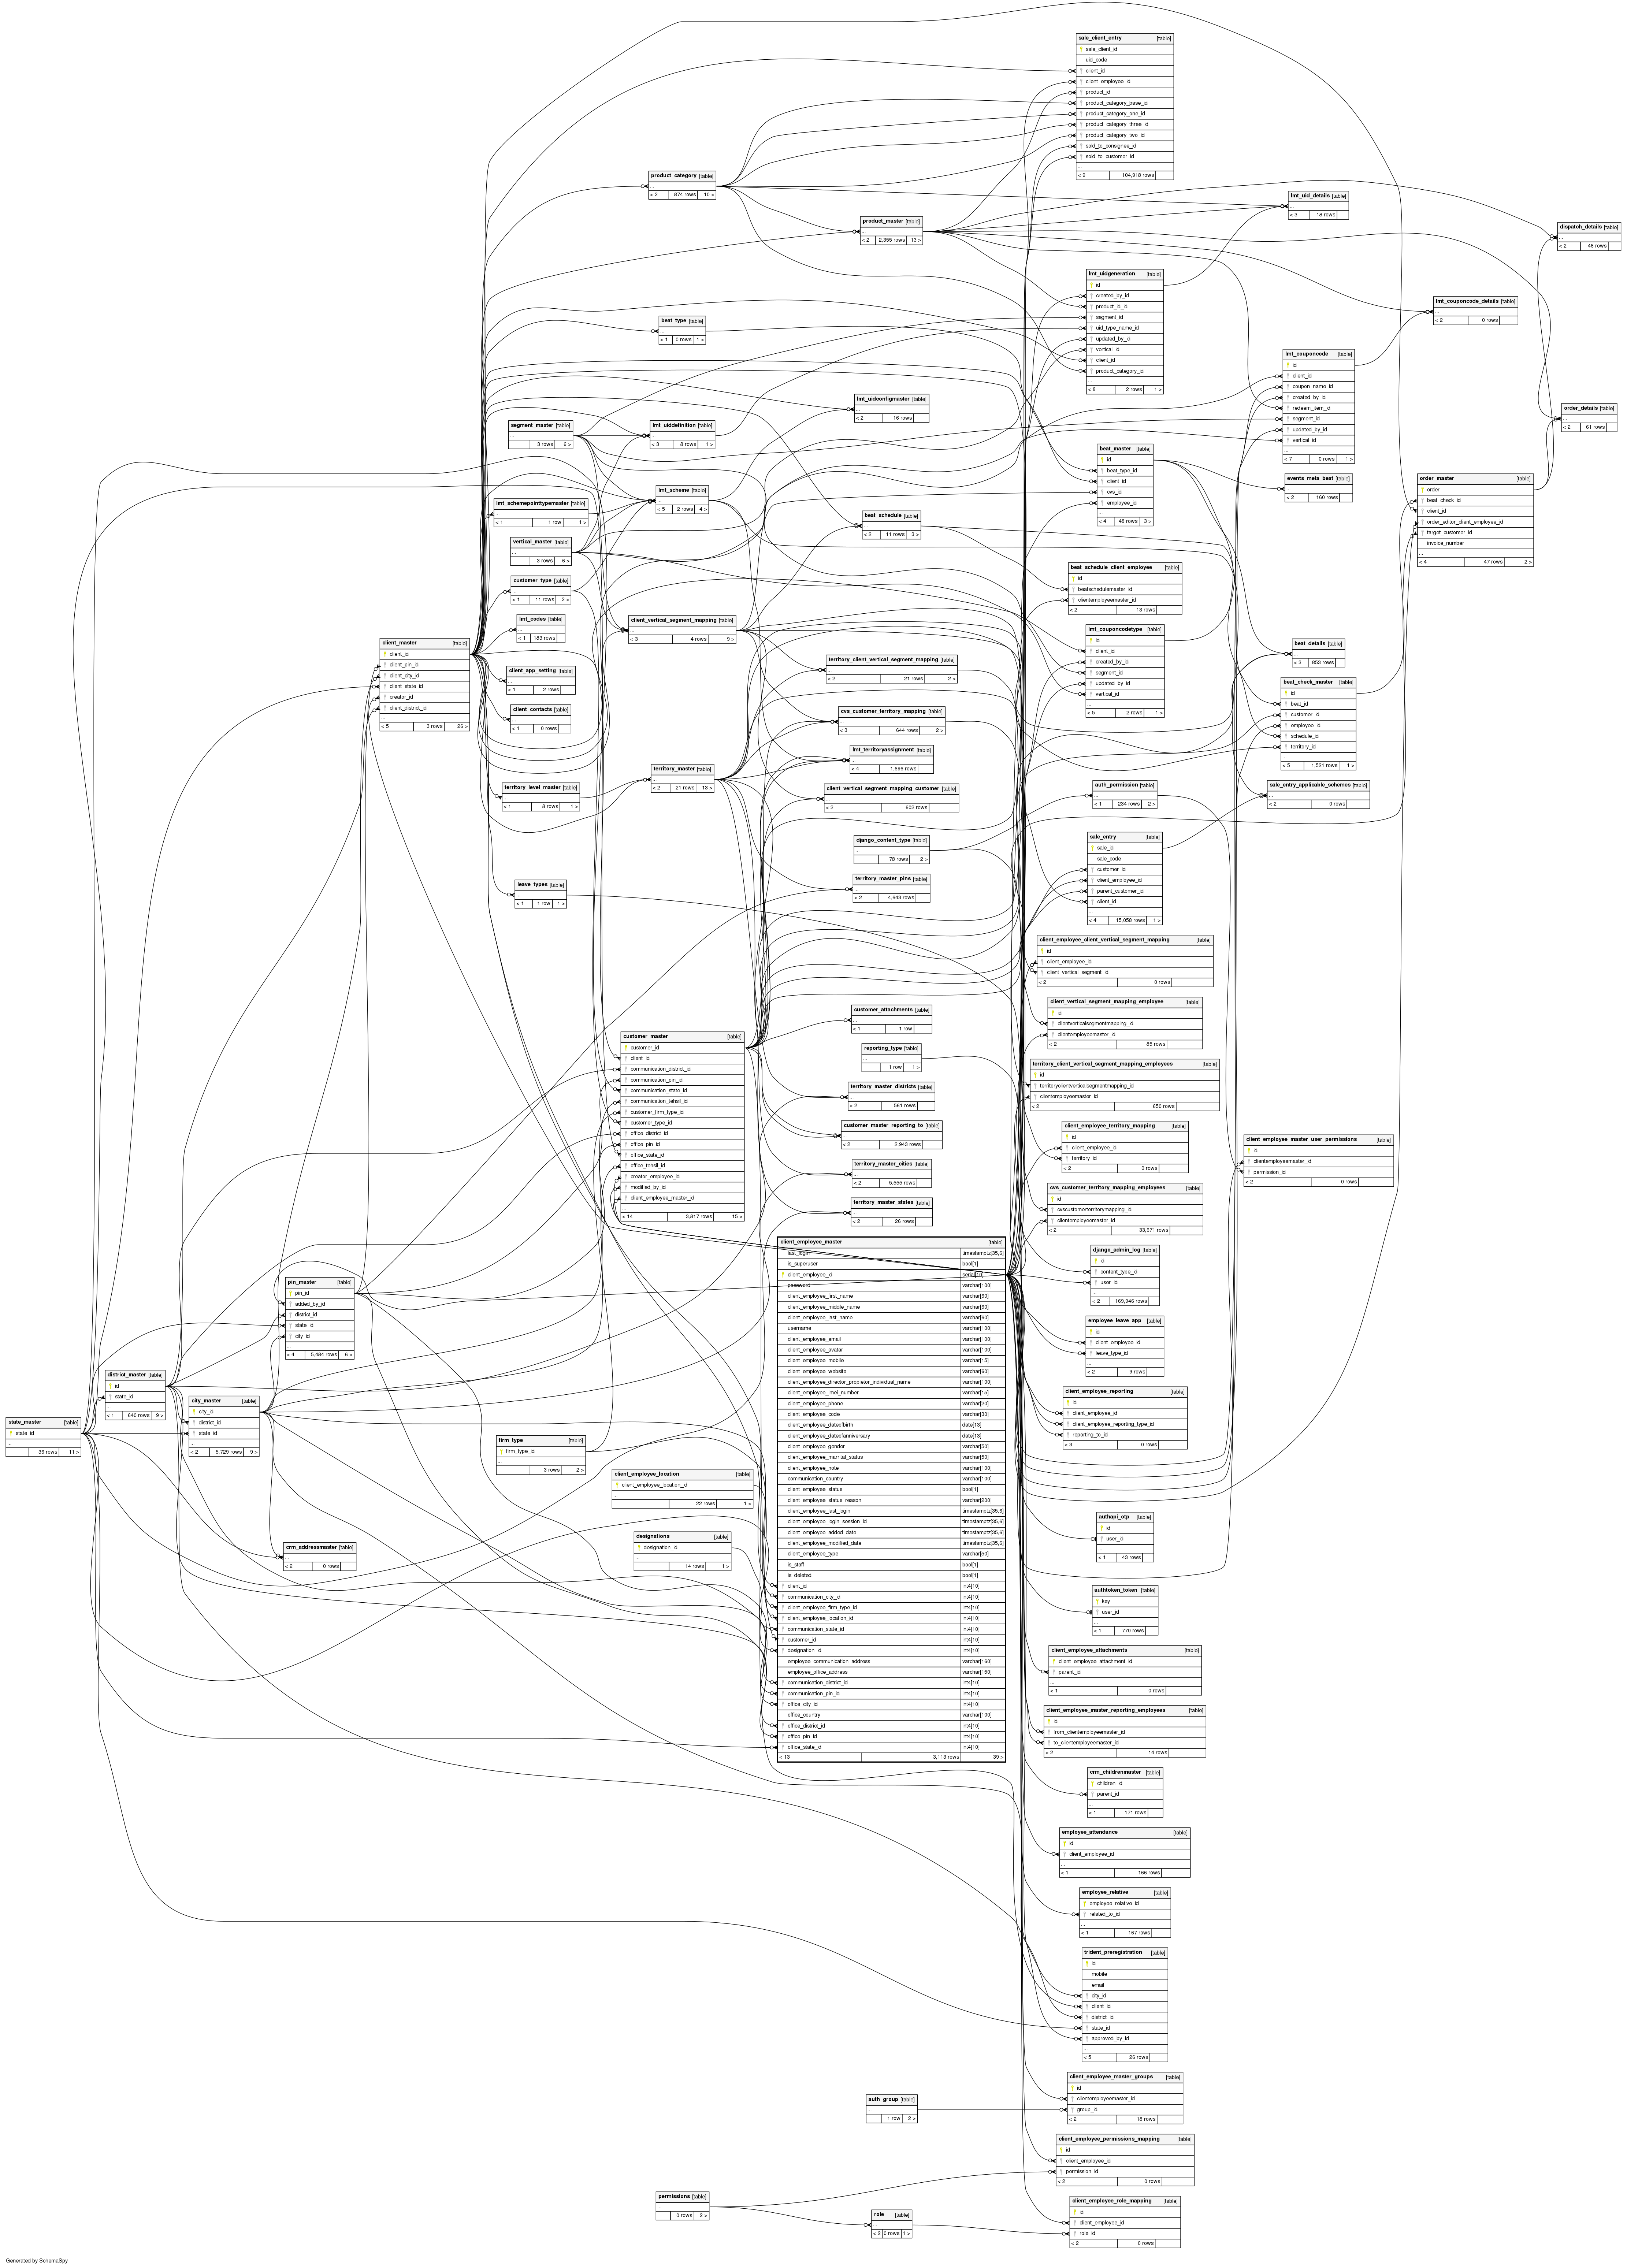 sale_client_entry [table]
sale_client_id
uid_code
client_id
client_employee_id
product_id
product_category_base_id
product_category_one_id
product_category_three_id
product_category_two_id
sold_to_consignee_id
sold_to_customer_id
...
< 9 104,918 rows
product_category [table]
...
< 2 874 rows 10 >
product_master [table]
...
< 2 2,355 rows 13 >
lmt_uid_details [table]
...
< 3 18 rows
dispatch_details [table]
...
< 2 46 rows
lmt_uidgeneration [table]
id
created_by_id
product_id_id
segment_id
uid_type_name_id
updated_by_id
vertical_id
client_id
product_category_id
...
< 8 2 rows 1 >
lmt_couponcode_details [table]
...
< 2 0 rows
beat_type [table]
...
< 1 0 rows 1 >
lmt_couponcode [table]
id
client_id
coupon_name_id
created_by_id
redeem_item_id
segment_id
updated_by_id
vertical_id
...
< 7 0 rows 1 >
lmt_uidconfigmaster [table]
...
< 2 16 rows
order_details [table]
...
< 2 61 rows
segment_master [table]
...
3 rows 6 >
lmt_uiddefinition [table]
...
< 3 8 rows 1 >
beat_master [table]
id
beat_type_id
client_id
cvs_id
employee_id
...
< 4 48 rows 3 >
events_meta_beat [table]
...
< 2 160 rows
order_master [table]
order
beat_check_id
client_id
order_editor_client_employee_id
target_customer_id
invoice_number
...
< 4 47 rows 2 >
lmt_scheme [table]
...
< 5 2 rows 4 >
lmt_schemepointtypemaster [table]
...
< 1 1 row 1 >
beat_schedule [table]
...
< 2 11 rows 3 >
vertical_master [table]
...
3 rows 6 >
customer_type [table]
...
< 1 11 rows 2 >
beat_schedule_client_employee [table]
id
beatschedulemaster_id
clientemployeemaster_id
< 2 13 rows
lmt_codes [table]
...
< 1 183 rows
client_vertical_segment_mapping [table]
...
< 3 4 rows 9 >
lmt_couponcodetype [table]
id
client_id
created_by_id
segment_id
updated_by_id
vertical_id
...
< 5 2 rows 1 >
client_master [table]
client_id
client_pin_id
client_city_id
client_state_id
creator_id
client_district_id
...
< 5 3 rows 26 >
beat_details [table]
...
< 3 853 rows
client_app_setting [table]
...
< 1 2 rows
territory_client_vertical_segment_mapping [table]
...
< 2 21 rows 2 >
beat_check_master [table]
id
beat_id
customer_id
employee_id
schedule_id
territory_id
...
< 5 1,521 rows 1 >
client_contacts [table]
...
< 1 0 rows
cvs_customer_territory_mapping [table]
...
< 3 644 rows 2 >
lmt_territoryassignment [table]
...
< 4 1,696 rows
territory_master [table]
...
< 2 21 rows 13 >
territory_level_master [table]
...
< 1 8 rows 1 >
client_vertical_segment_mapping_customer [table]
...
< 2 602 rows
auth_permission [table]
...
< 1 234 rows 2 >
sale_entry_applicable_schemes [table]
...
< 2 0 rows
django_content_type [table]
...
78 rows 2 >
sale_entry [table]
sale_id
sale_code
customer_id
client_employee_id
parent_customer_id
client_id
...
< 4 15,058 rows 1 >
leave_types [table]
...
< 1 1 row 1 >
territory_master_pins [table]
...
< 2 4,643 rows
client_employee_client_vertical_segment_mapping [table]
id
client_employee_id
client_vertical_segment_id
< 2 0 rows
client_vertical_segment_mapping_employee [table]
id
clientverticalsegmentmapping_id
clientemployeemaster_id
< 2 85 rows
customer_attachments [table]
...
< 1 1 row
customer_master [table]
customer_id
client_id
communication_district_id
communication_pin_id
communication_state_id
communication_tehsil_id
customer_firm_type_id
customer_type_id
office_district_id
office_pin_id
office_state_id
office_tehsil_id
creator_employee_id
modified_by_id
client_employee_master_id
...
< 14 3,817 rows 15 >
reporting_type [table]
...
1 row 1 >
territory_client_vertical_segment_mapping_employees [table]
id
territoryclientverticalsegmentmapping_id
clientemployeemaster_id
< 2 650 rows
territory_master_districts [table]
...
< 2 561 rows
customer_master_reporting_to [table]
...
< 2 2,943 rows
client_employee_territory_mapping [table]
id
client_employee_id
territory_id
< 2 0 rows
client_employee_master_user_permissions [table]
id
clientemployeemaster_id
permission_id
< 2 0 rows
territory_master_cities [table]
...
< 2 5,555 rows
cvs_customer_territory_mapping_employees [table]
id
cvscustomerterritorymapping_id
clientemployeemaster_id
< 2 33,671 rows
territory_master_states [table]
...
< 2 26 rows
client_employee_master [table]
last_login timestamptz[35,6]
is_superuser bool[1]
client_employee_id serial[10]
password varchar[100]
client_employee_first_name varchar[60]
client_employee_middle_name varchar[60]
client_employee_last_name varchar[60]
username varchar[100]
client_employee_email varchar[100]
client_employee_avatar varchar[100]
client_employee_mobile varchar[15]
client_employee_website varchar[60]
client_employee_director_propietor_individual_name varchar[100]
client_employee_imei_number varchar[15]
client_employee_phone varchar[20]
client_employee_code varchar[30]
client_employee_dateofbirth date[13]
client_employee_dateofanniversary date[13]
client_employee_gender varchar[50]
client_employee_marrital_status varchar[50]
client_employee_note varchar[100]
communication_country varchar[100]
client_employee_status bool[1]
client_employee_status_reason varchar[200]
client_employee_last_login timestamptz[35,6]
client_employee_login_session_id timestamptz[35,6]
client_employee_added_date timestamptz[35,6]
client_employee_modified_date timestamptz[35,6]
client_employee_type varchar[50]
is_staff bool[1]
is_deleted bool[1]
client_id int4[10]
communication_city_id int4[10]
client_employee_firm_type_id int4[10]
client_employee_location_id int4[10]
communication_state_id int4[10]
customer_id int4[10]
designation_id int4[10]
employee_communication_address varchar[160]
employee_office_address varchar[150]
communication_district_id int4[10]
communication_pin_id int4[10]
office_city_id int4[10]
office_country varchar[100]
office_district_id int4[10]
office_pin_id int4[10]
office_state_id int4[10]
< 13 3,113 rows 39 >
django_admin_log [table]
id
content_type_id
user_id
...
< 2 169,946 rows
pin_master [table]
pin_id
added_by_id
district_id
state_id
city_id
...
< 4 5,484 rows 6 >
employee_leave_app [table]
id
client_employee_id
leave_type_id
...
< 2 9 rows
district_master [table]
id
state_id
...
< 1 640 rows 9 >
client_employee_reporting [table]
id
client_employee_id
client_employee_reporting_type_id
reporting_to_id
< 3 0 rows
city_master [table]
city_id
district_id
state_id
...
< 2 5,729 rows 9 >
state_master [table]
state_id
...
36 rows 11 >
firm_type [table]
firm_type_id
...
3 rows 2 >
client_employee_location [table]
client_employee_location_id
...
22 rows 1 >
authapi_otp [table]
id
user_id
...
< 1 43 rows
designations [table]
designation_id
...
14 rows 1 >
crm_addressmaster [table]
...
< 2 0 rows
authtoken_token [table]
key
user_id
...
< 1 770 rows
client_employee_attachments [table]
client_employee_attachment_id
parent_id
...
< 1 0 rows
client_employee_master_reporting_employees [table]
id
from_clientemployeemaster_id
to_clientemployeemaster_id
< 2 14 rows
crm_childrenmaster [table]
children_id
parent_id
...
< 1 171 rows
employee_attendance [table]
id
client_employee_id
...
< 1 166 rows
employee_relative [table]
employee_relative_id
related_to_id
...
< 1 167 rows
trident_preregistration [table]
id
mobile
email
city_id
client_id
district_id
state_id
approved_by_id
...
< 5 26 rows
client_employee_master_groups [table]
id
clientemployeemaster_id
group_id
< 2 18 rows
auth_group [table]
...
1 row 2 >
client_employee_permissions_mapping [table]
id
client_employee_id
permission_id
< 2 0 rows
permissions [table]
...
0 rows 2 >
role [table]
...
< 2 0 rows 1 >
client_employee_role_mapping [table]
id
client_employee_id
role_id
< 2 0 rows
Generated by SchemaSpy